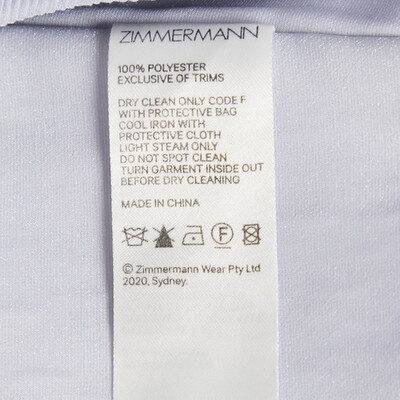 ZIMMERMANN
100% POLYESTER
EXCLUSIVE OF TRIMS
DRY CLEAN ONLY CODE F
WITH PROTECTIVE BAG
COOL IRON WITH
PROTECTIVE CLOTH
LIGHT STEAM ONLY
DO NOT SPOT CLEAN
TURN GARMENT INSIDE OUT
BEFORE DRY CLEANING
MADE IN CHINA
F
© Zimmermann Wear Pty Ltd
2020, Sydney.